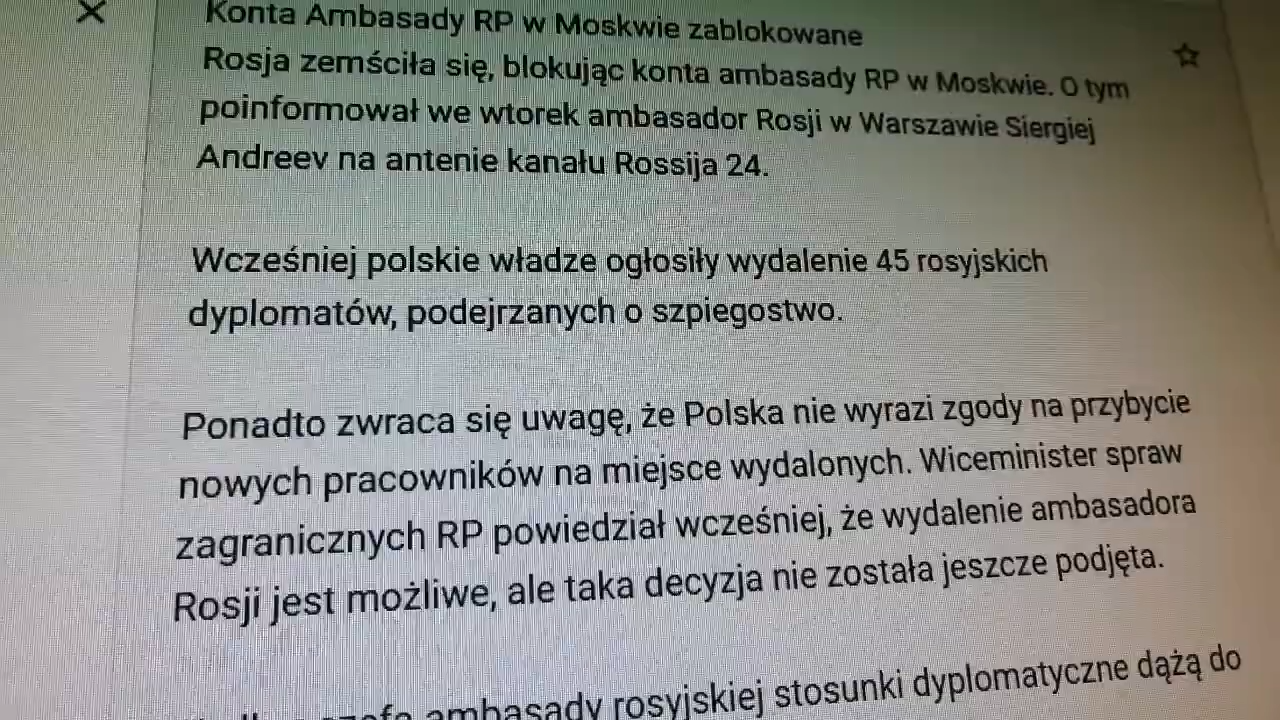 Konta Ambasady RP w Moskwie zablokowane
Rosja zemściła się, blokując konta ambasady RP w Moskwie. O tym
poinformował we wtorek ambasador Rosji w Warszawie Siergiej
Andreev na antenie kanału Rossija 24.
Wcześniej polskie władze ogłosiły wydalenie 45 rosyjskich
dyplomatów, podejrzanych o szpiegostwo.
Ponadto zwraca się uwagę, że Polska nie wyrazi zgody na przybycie
nowych pracowników na miejsce wydalonych. Wiceminister spraw
zagranicznych RP powiedział wcześniej, że wydalenie ambasadora
Rosji jest możliwe, ale taka decyzja nie została jeszcze podjęta.
ambasady rosyjskiej stosunki dyplomatyczne dążą do